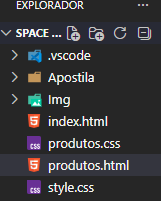 EXPLORADOR
SPACE ...
.vscode
Apostila
Img
index.html
produtos.css
produtos.html
style.css